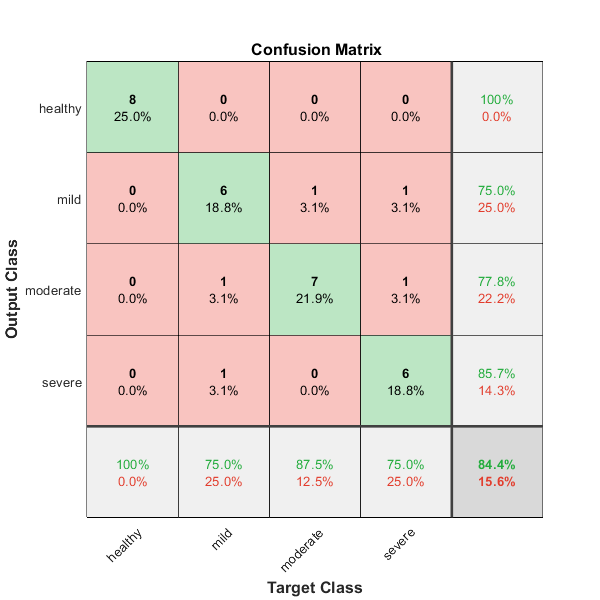 Confusion Matrix
healthy
8 0 0 0 100%
25.0% 0.0% 0.0% 0.0% 0.0%
mild
0 6 1 1 75.0%
0.0% 18.8% 3.1% 3.1% 25.0%
moderate
0 1 7 1 77.8%
0.0% 3.1% 21.9% 3.1% 22.2%
severe
0 1 0 6 85.7%
0.0% 3.1% 0.0% 18.8% 14.3%
100% 75.0% 87.5% 75.0% 84.4%
0.0% 25.0% 12.5% 25.0% 15.6%
healthy mild moderate severe
Target Class
Output Class